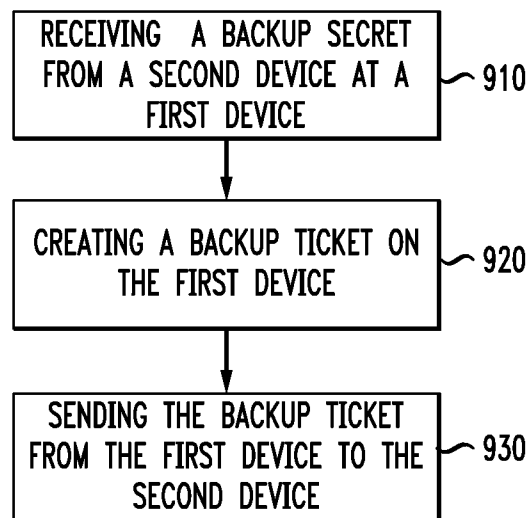 RECEIVING A BACKUP SECRET
FROM A SECOND DEVICE AT A
FIRST DEVICE
910
CREATING A BACKUP TICKET ON
THE FIRST DEVICE
920
SENDING THE BACKUP TICKET
FROM THE FIRST DEVICE TO THE
SECOND DEVICE
930